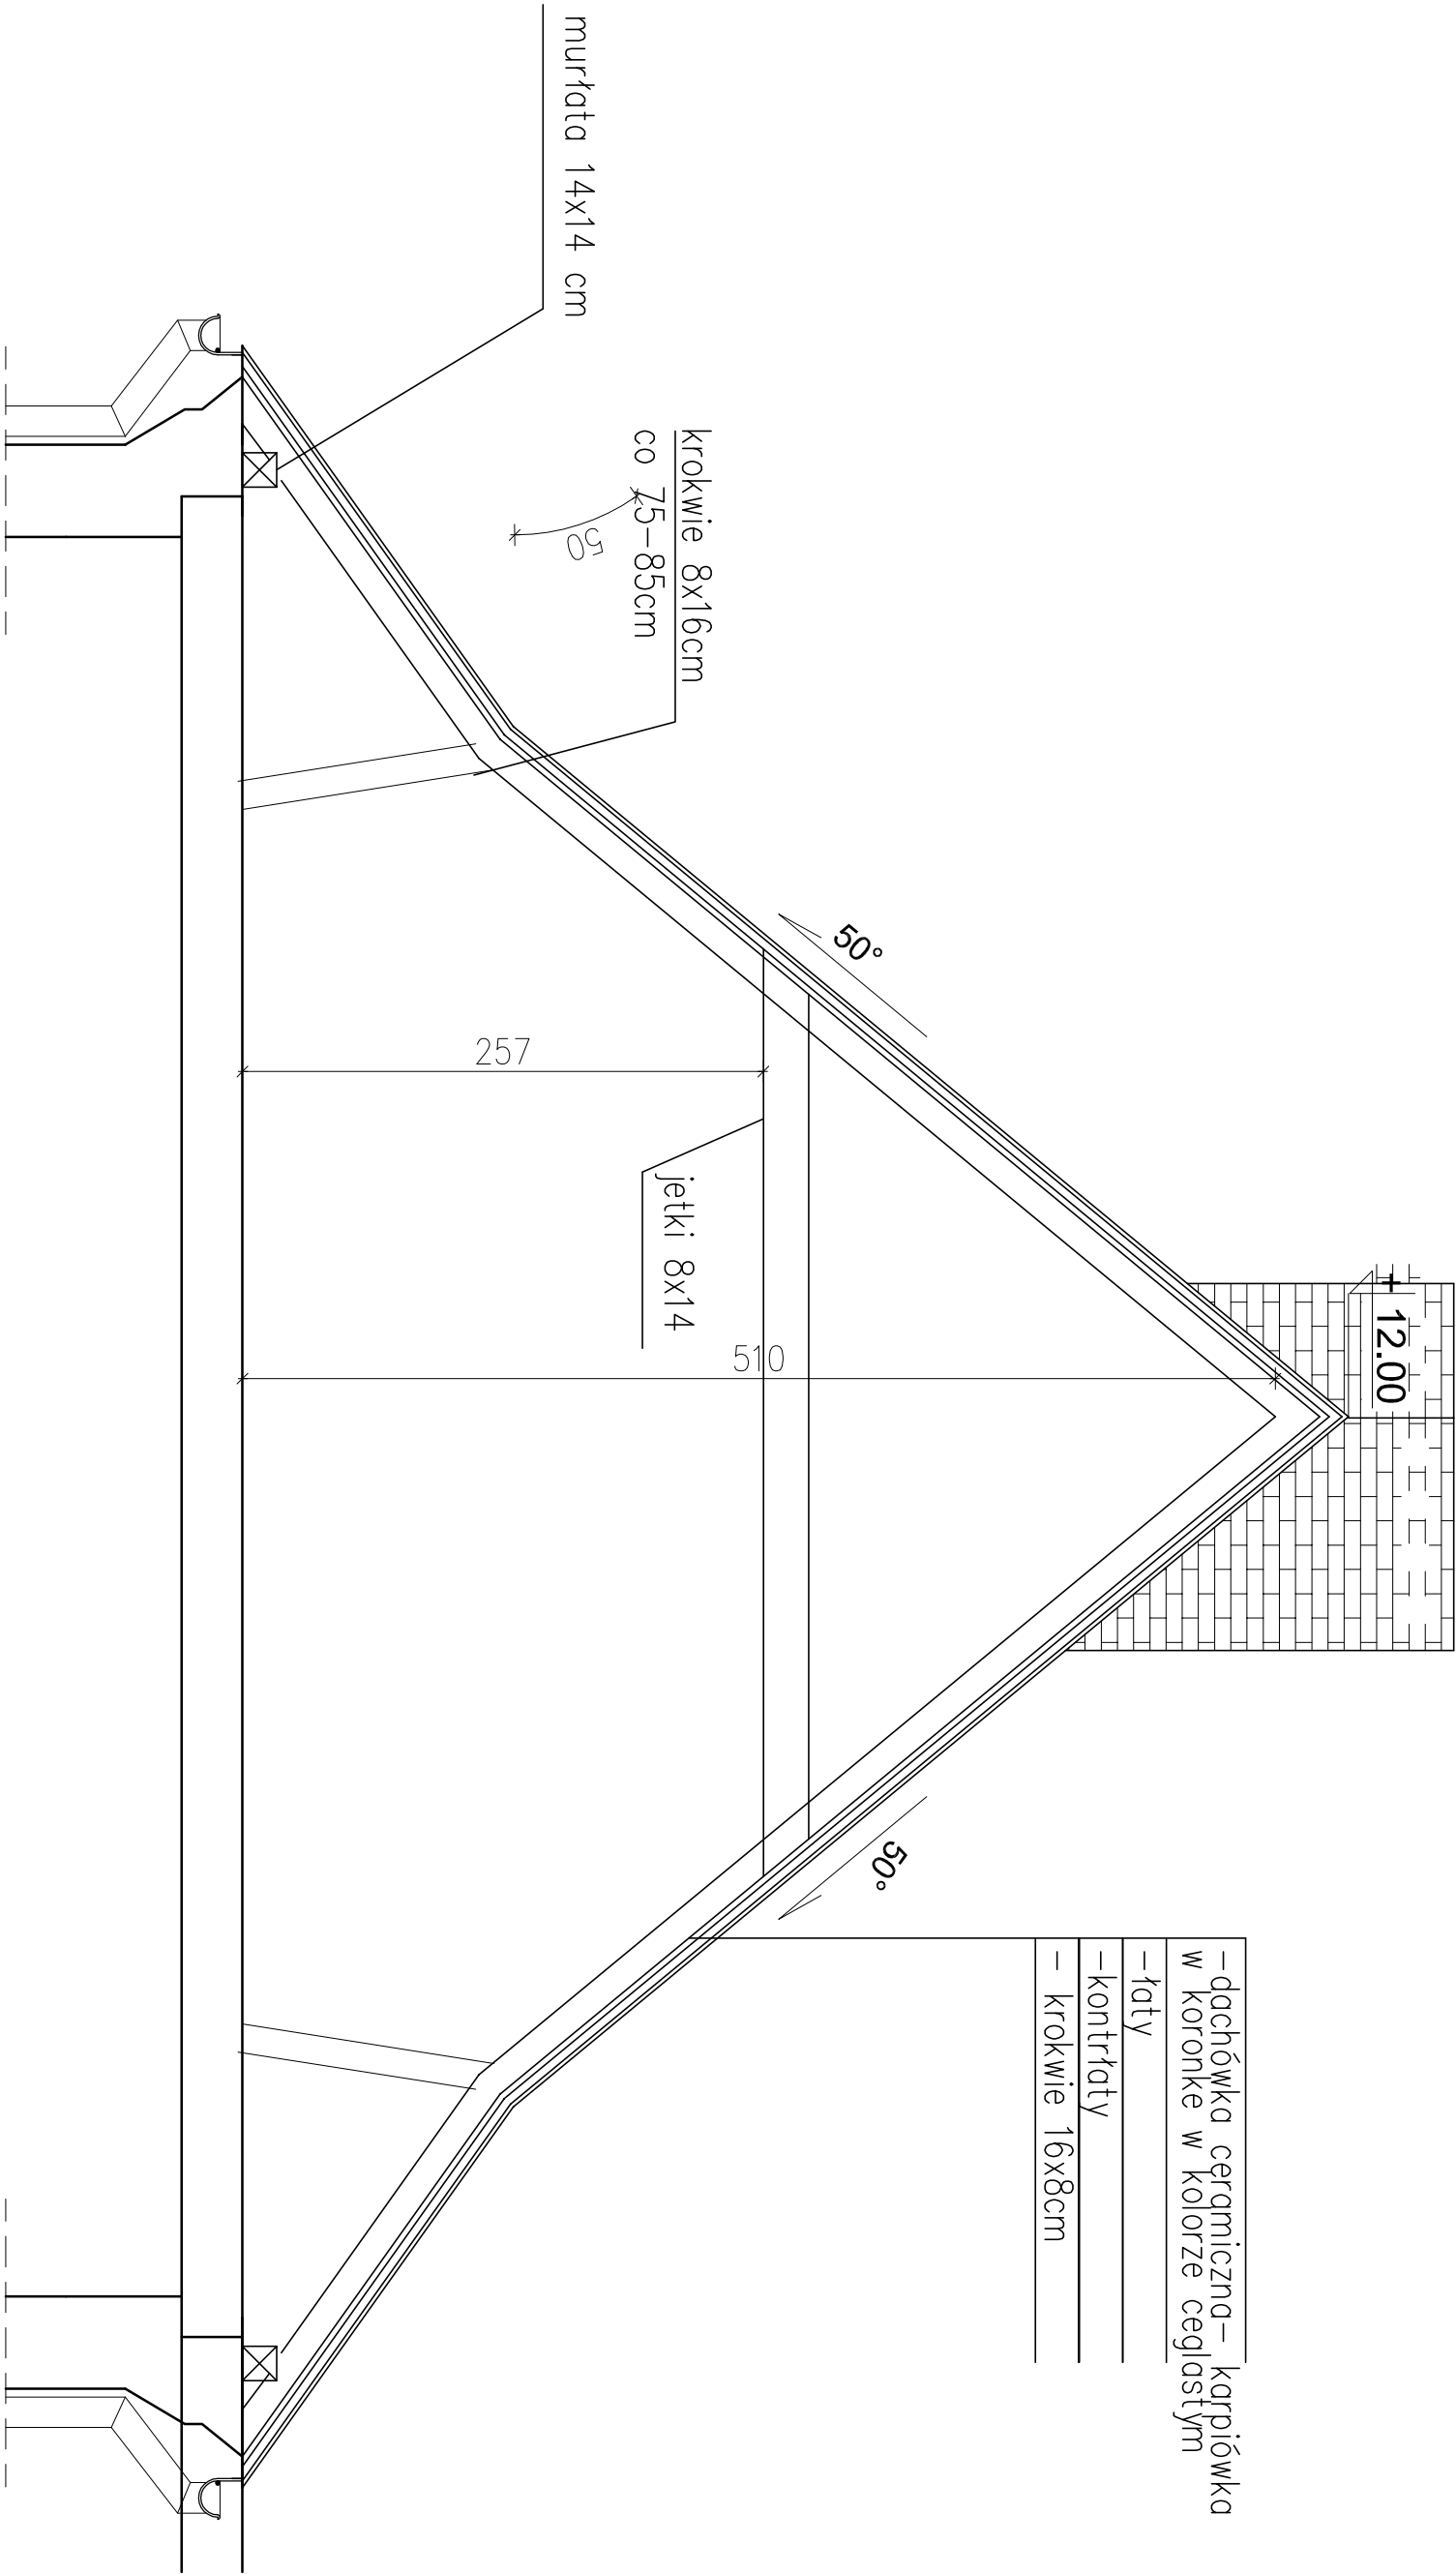 + 12.00
50°
50°
-dachówka ceramiczna- karpiówka
w koronke w kolorze ceglastym
-łaty
-kontrłaty
- krokwie 16x8cm
krokwie 8x16cm
co 75-85cm
50
murłata 14x14 cm
257
jetki 8x14
510